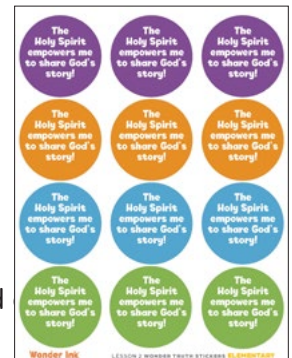 The The The
Holy Spirit Holy Spirit Holy Spirit
empowers me empowers me empowers me
to share God's to share God's to share God's
story! story! story!
The The The
Holy Spirit Holy Spirit Holy Spirit
empowers me empowers me empowers me
to share God's to share God's to share God's
story! story! story!
The The The
Holy Spirit Holy Spirit Holy Spirit
empowers me empowers me empowers me
to share God's to share God's to share God's
story! story! story!
The The The
Holy Spirit Holy Spirit Holy Spirit
empowers me empowers me empowers me
to share God's to share God's to share God's
story! story! story!
Wonder Ink LESSON 2 WONDER TRUTH STICKERS ELEMENTARY